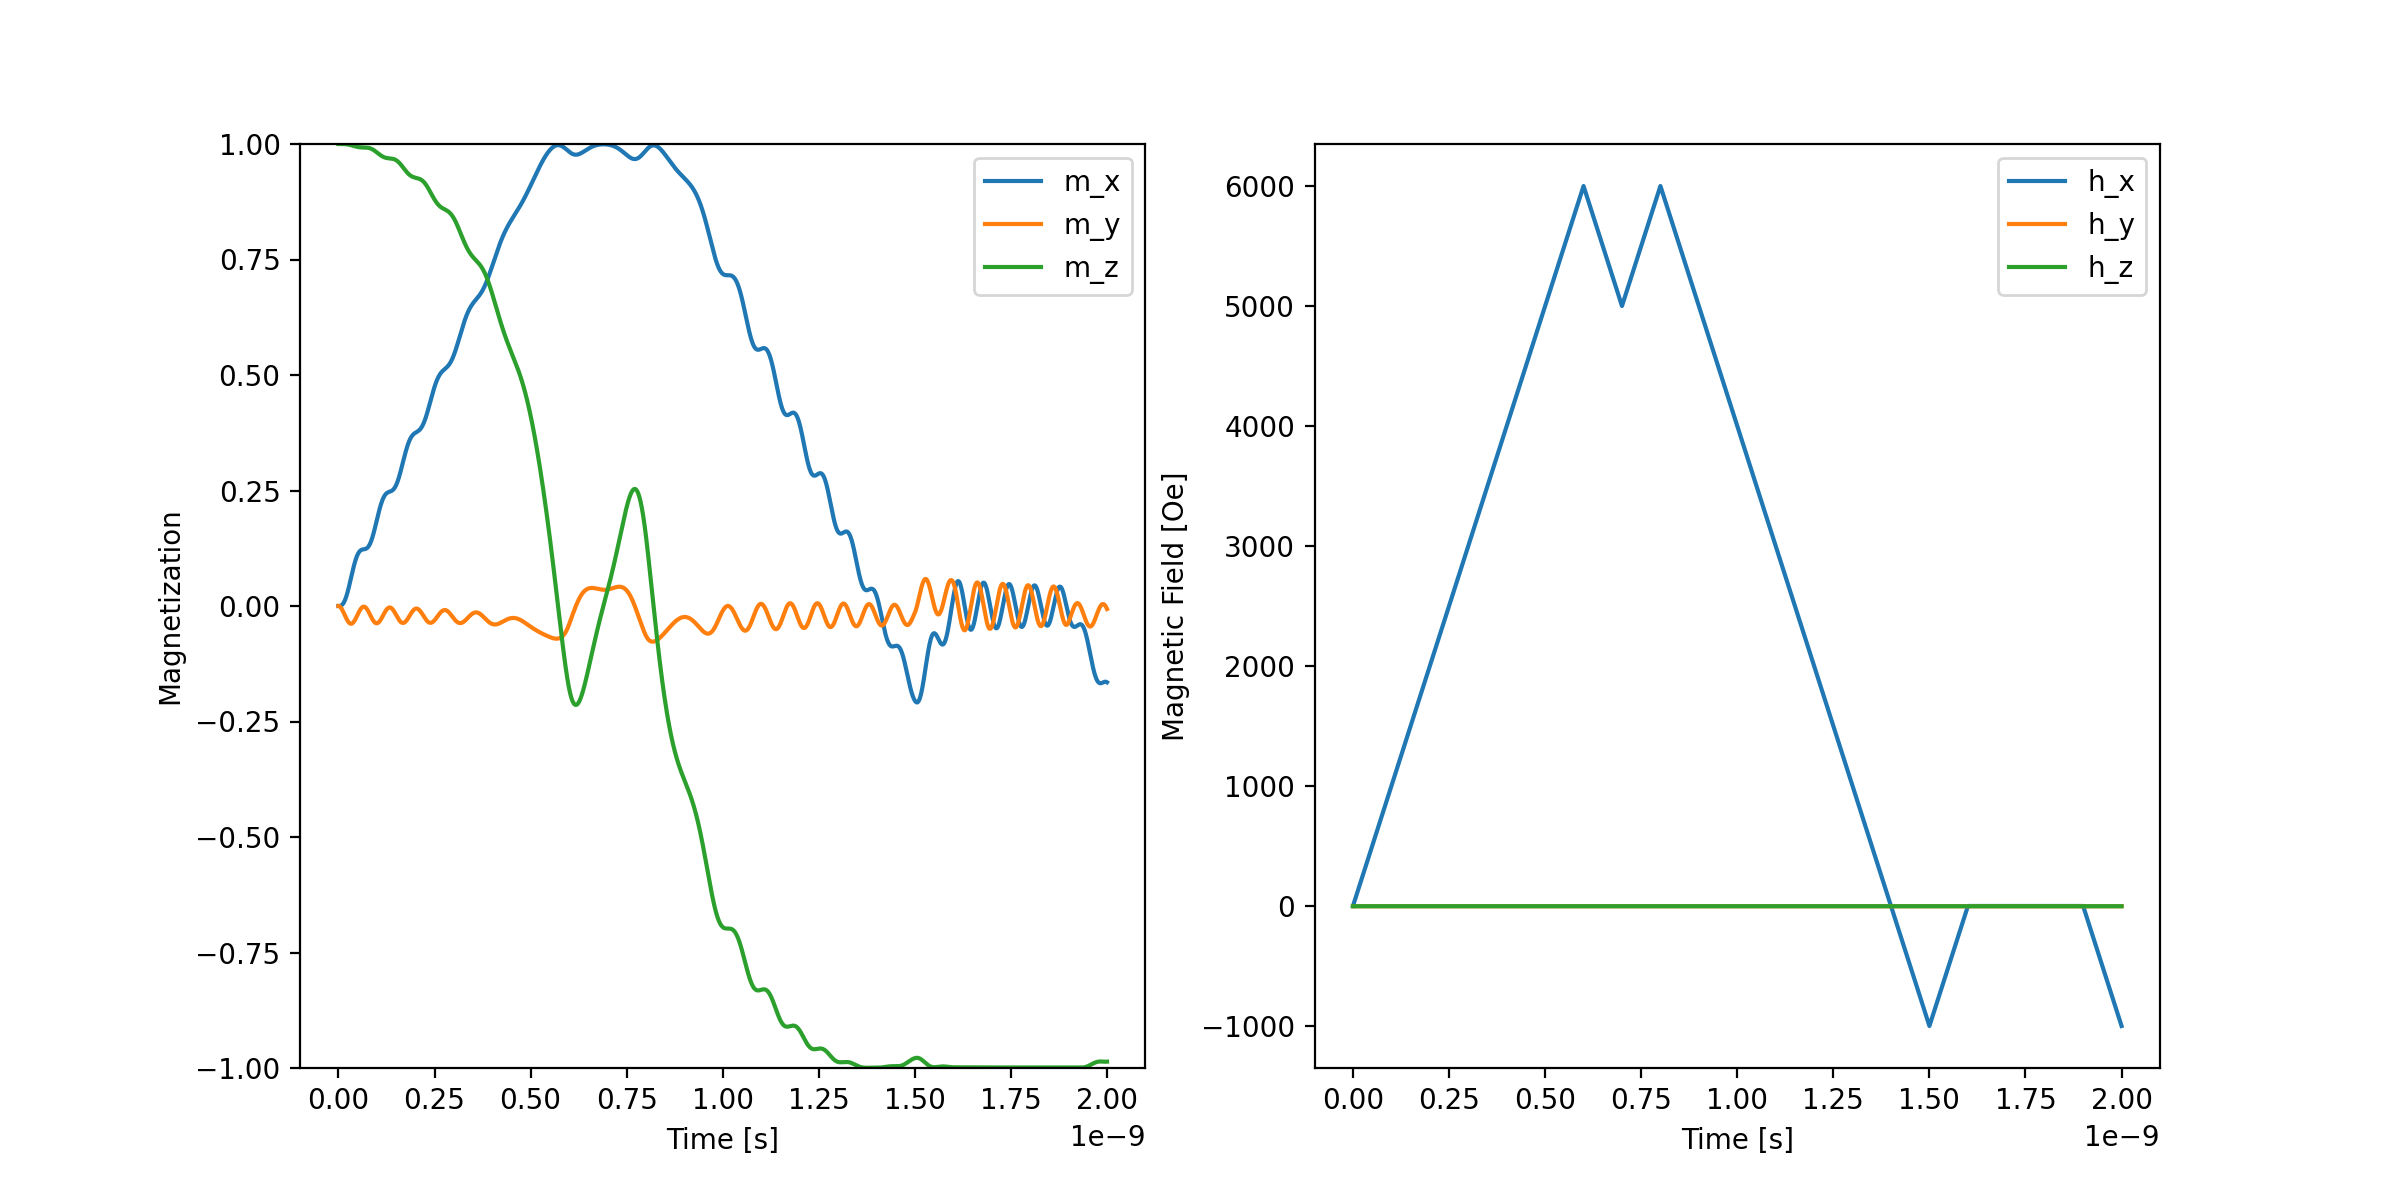 Magnetization
1.00
0.75
0.50
0.25
0.00
−0.25
−0.50
−0.75
−1.00
m_x
m_y
m_z
0.00 0.25 0.50 0.75 1.00 1.25 1.50 1.75 2.00
Time [s]
1e−9
Magnetic Field [Oe]
6000
5000
4000
3000
2000
1000
0
−1000
h_x
h_y
h_z
0.00 0.25 0.50 0.75 1.00 1.25 1.50 1.75 2.00
Time [s]
1e−9